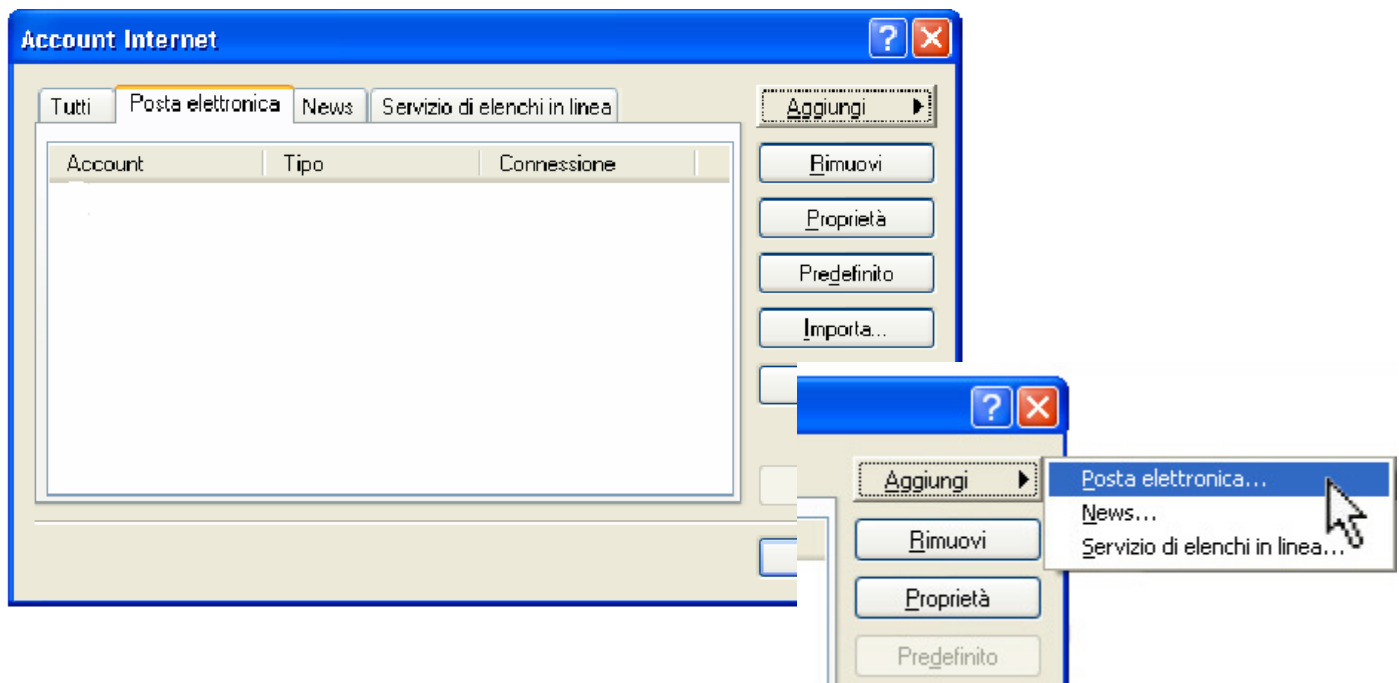 Account Internet
Tutti Posta elettronica News Servizio di elenchi in linea
Account Tipo Connessione
Aggiungi
Rimuovi
Proprietà
Predefinito
Importa...
Aggiungi
Rimuovi
Proprietà
Predefinito
Posta elettronica...
News...
Servizio di elenchi in linea...